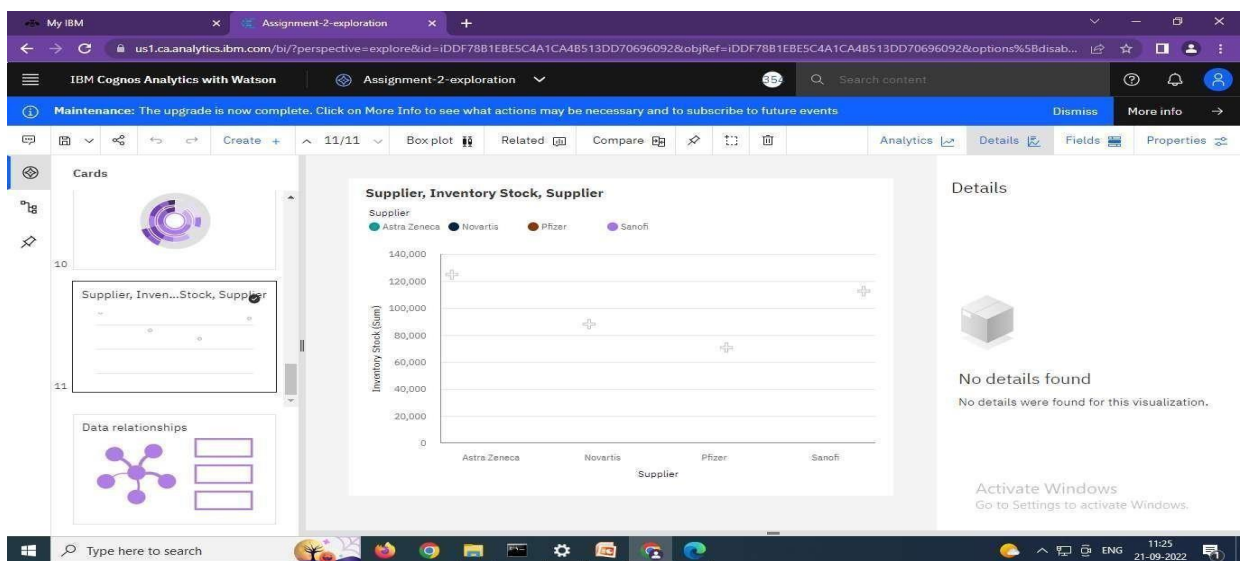 My IBM
Assignment-2-exploration
us1.ca.analytics.ibm.com/bi/?perspective=explore&id=iDDF78B1EBE5C4A1CA4B513DD70696092&objRef=iDDF78B1EBE5C4A1CA4B513DD70696092&options%5Bdisab...
IBM Cognos Analytics with Watson
Assignment-2-exploration
354
Search content
Maintenance: The upgrade is now complete. Click on More Info to see what actions may be necessary and to subscribe to future events
Dismiss
More info
Create +
11/11
Box plot
Related
Compare
Analytics
Details
Fields
Properties
Cards
10
Supplier, Inven...Stock, Supplier
11
Data relationships
Supplier, Inventory Stock, Supplier
Supplier
Astra Zeneca Novartis Pfizer Sanofi
140,000
120,000
100,000
80,000
60,000
40,000
20,000
0
Inventory Stock (Sum)
Astra Zeneca Novartis Pfizer Sanofi
Supplier
Details
No details found
No details were found for this visualization.
Activate Windows
Go to Settings to activate Windows.
Type here to search
ENG
11:25
21-09-2022